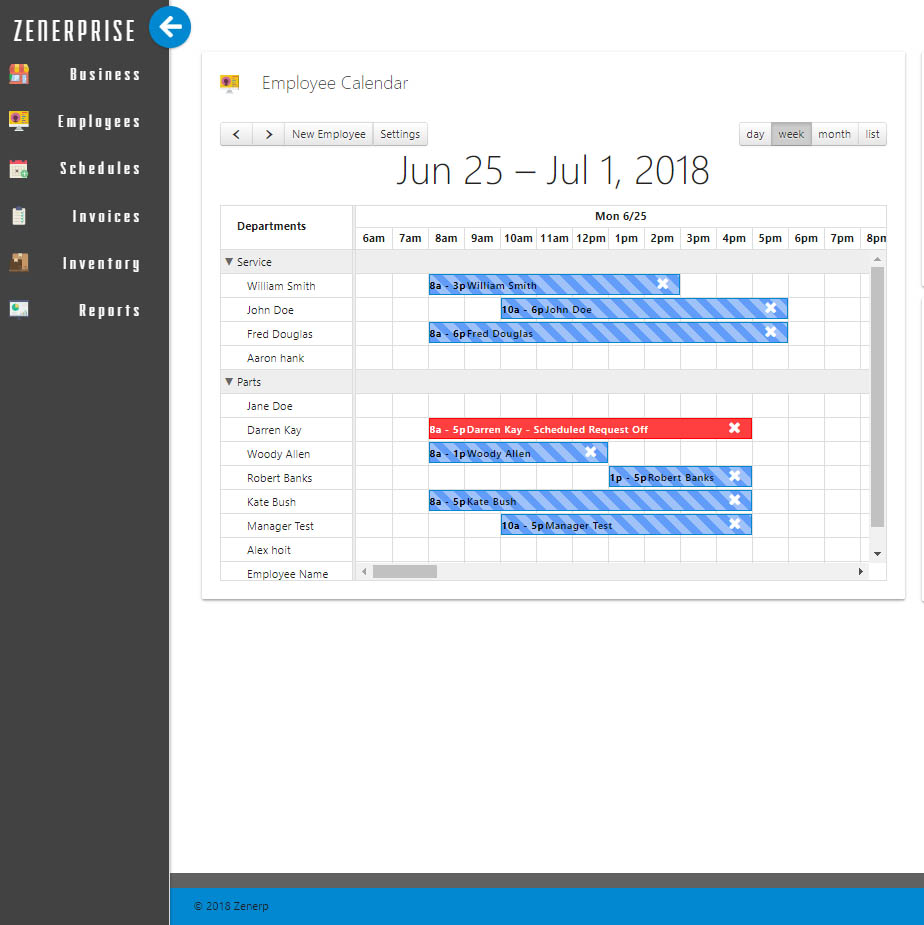 ZENERPRISE
Business
Employees
Schedules
Invoices
Inventory
Reports
Employee Calendar
New Employee Settings
day week month list
Jun 25 – Jul 1, 2018
Departments
Mon 6/25
6am 7am 8am 9am 10am 11am 12pm 1pm 2pm 3pm 4pm 5pm 6pm 7pm 8pm
Service
William Smith 8a - 3p William Smith
John Doe 10a - 6p John Doe
Fred Douglas 8a - 6p Fred Douglas
Aaron hank
Parts
Jane Doe
Darren Kay 8a - 5p Darren Kay - Scheduled Request Off
Woody Allen 8a - 1p Woody Allen
Robert Banks 1p - 5p Robert Banks
Kate Bush 8a - 5p Kate Bush
Manager Test 10a - 5p Manager Test
Alex holt
Employee Name
© 2018 Zenerp